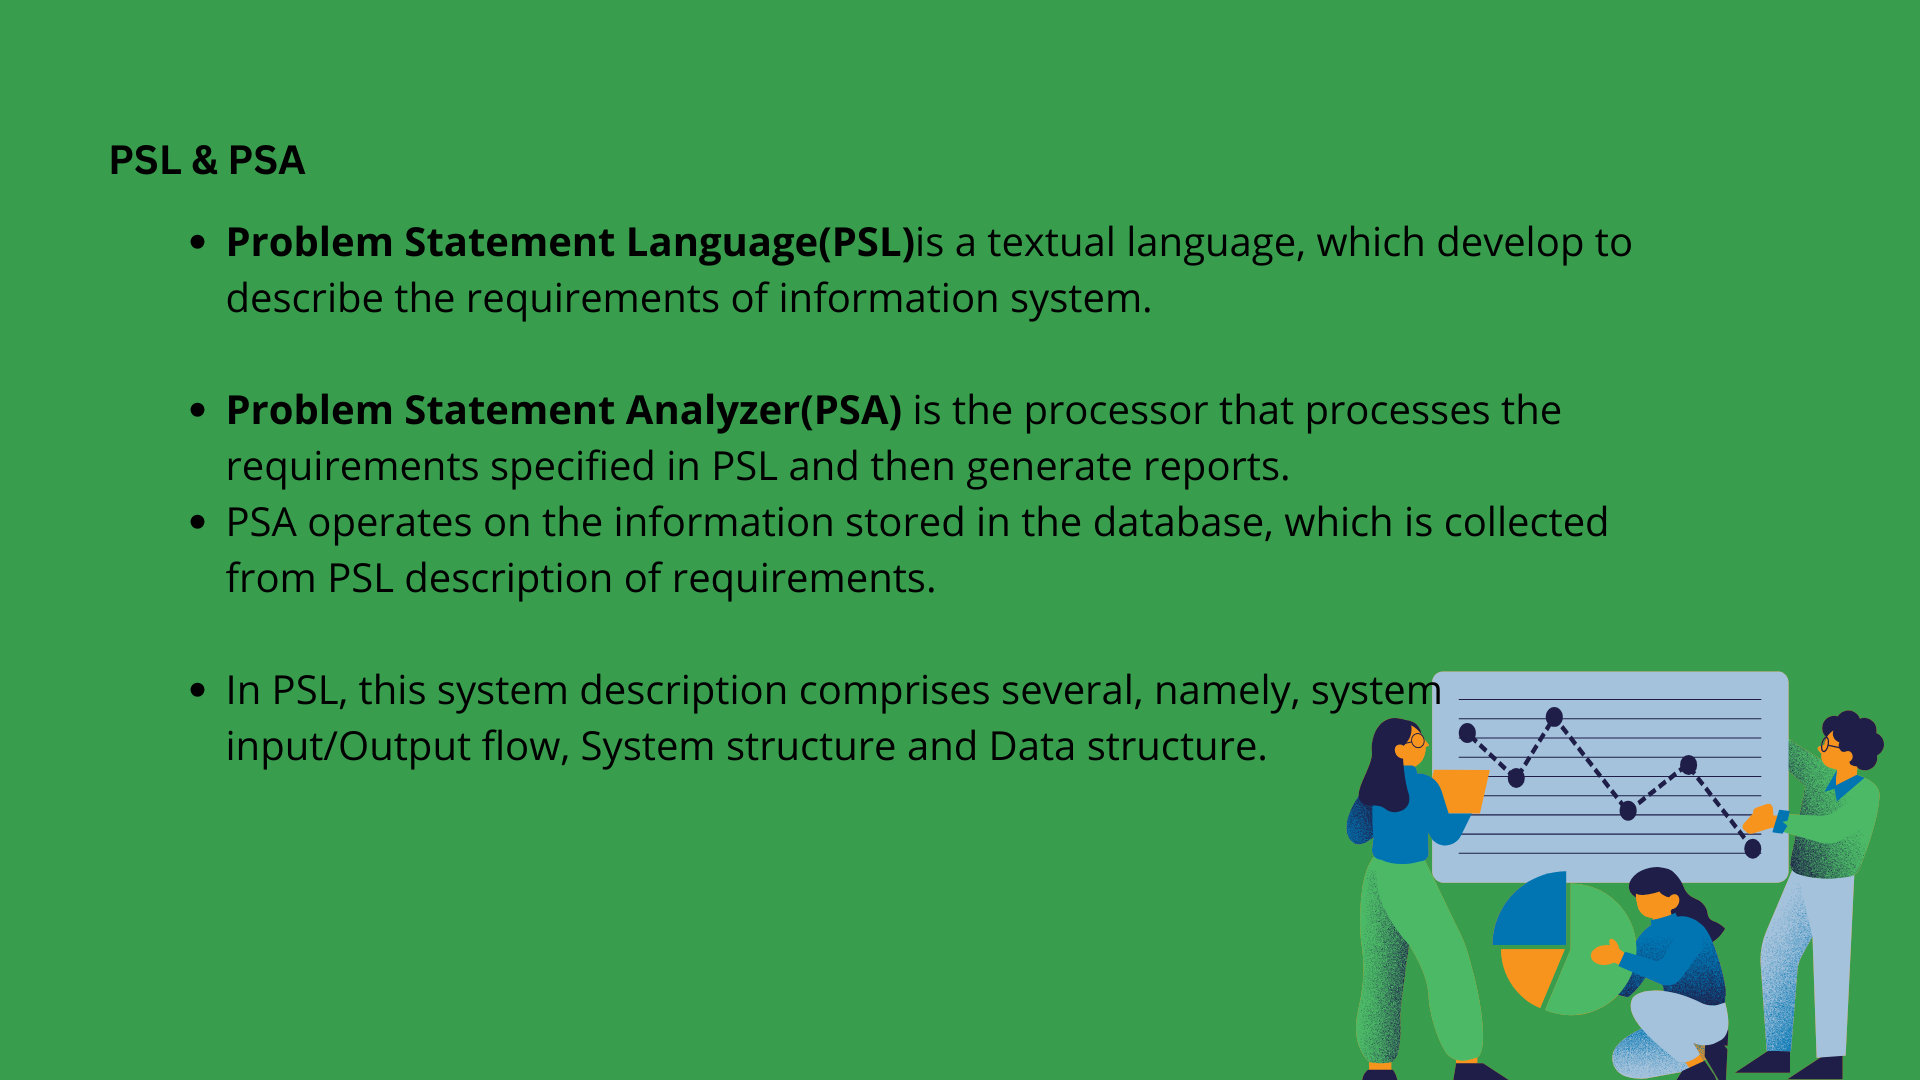 PSL & PSA
• Problem Statement Language(PSL)is a textual language, which develop to
describe the requirements of information system.
• Problem Statement Analyzer(PSA) is the processor that processes the
requirements specified in PSL and then generate reports.
• PSA operates on the information stored in the database, which is collected
from PSL description of requirements.
• In PSL, this system description comprises several, namely, system
input/Output flow, System structure and Data structure.